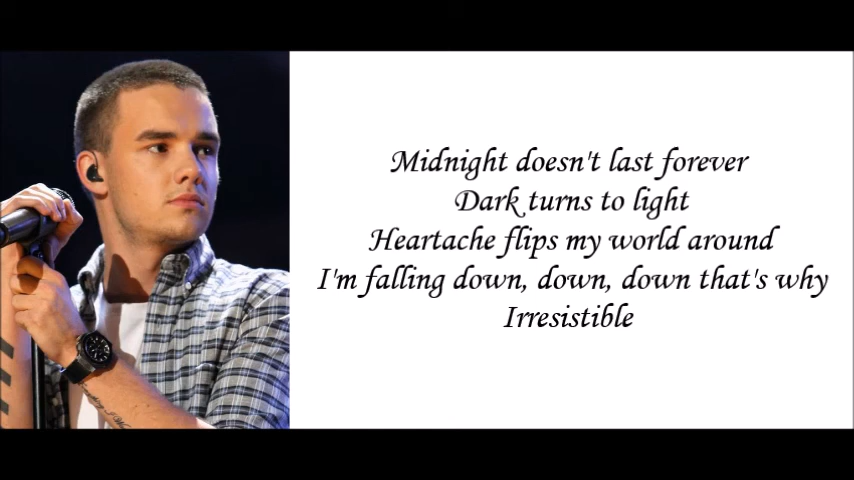 Midnight doesn't last forever
Dark turns to light
Heartache flips my world around
I'm falling down, down, down that's why
Irresistible